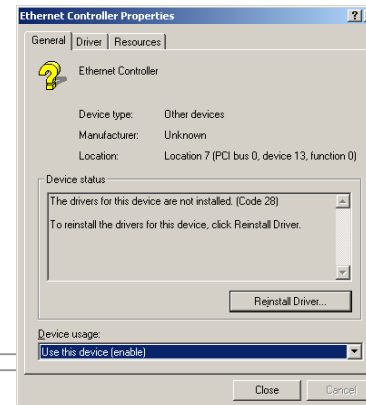 Ethernet Controller Properties
General Driver Resources
Ethernet Controller
Device type: Other devices
Manufacturer: Unknown
Location: Location 7 (PCI bus 0, device 13, function 0)
Device status
The drivers for this device are not installed. (Code 28)
To reinstall the drivers for this device, click Reinstall Driver.
Reinstall Driver...
Device usage:
Use this device (enable)
Close Cancel